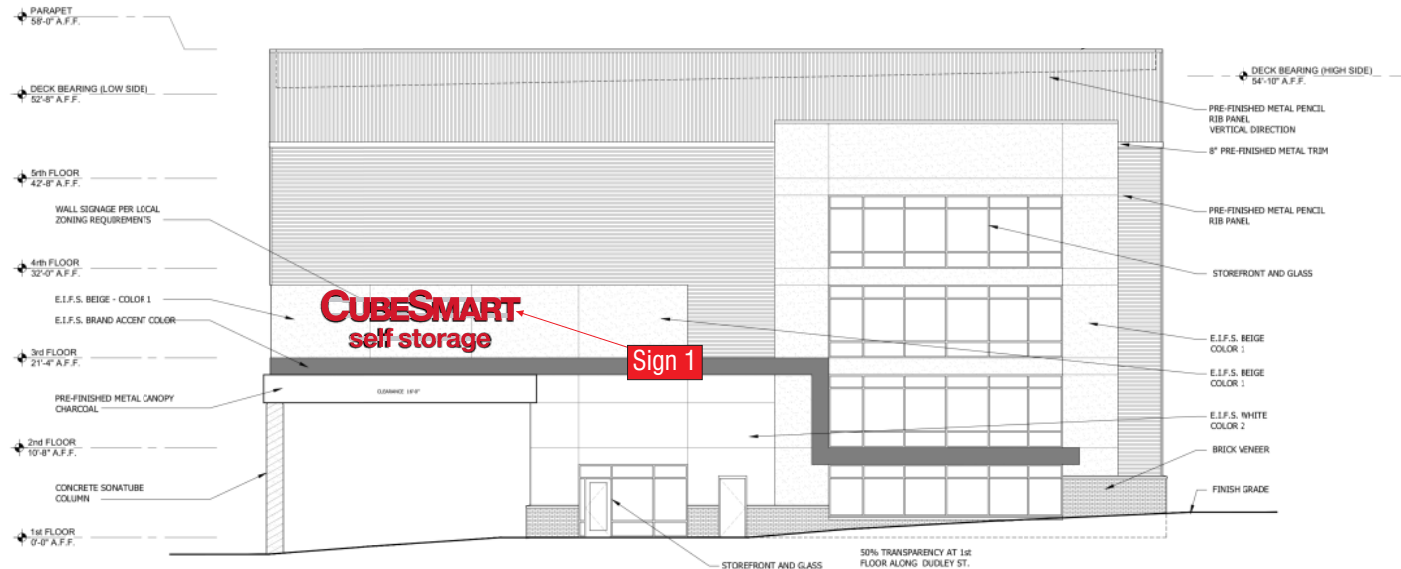 PARAPET
58'-0" A.F.F.
DECK BEARING (LOW SIDE)
52'-8" A.F.F.
5rth FLOOR
42'-8" A.F.F.
WALL SIGNAGE PER LOCAL
ZONING REQUIREMENTS
4rth FLOOR
32'-0" A.F.F.
E.I.F.S. BEIGE - COLOR 1
E.I.F.S. BRAND ACCENT COLOR
3rd FLOOR
21'-4" A.F.F.
PRE-FINISHED METAL CANOPY
CHARCOAL
2nd FLOOR
10'-8" A.F.F.
CONCRETE SONATUBE
COLUMN
1st FLOOR
0'-0" A.F.F.
CUBESMART
self storage
Sign 1
CLEARANCE
STOREFRONT AND GLASS
50% TRANSPARENCY AT 1st
FLOOR ALONG DUDLEY ST.
DECK BEARING (HIGH SIDE)
54'-10" A.F.F.
PRE-FINISHED METAL PENCIL
RIB PANEL
VERTICAL DIRECTION
8" PRE-FINISHED METAL TRIM
PRE-FINISHED METAL PENCIL
RIB PANEL
STOREFRONT AND GLASS
E.I.F.S. BEIGE
COLOR 1
E.I.F.S. BEIGE
COLOR 1
E.I.F.S. WHITE
COLOR 2
BRICK VENEER
FINISH GRADE